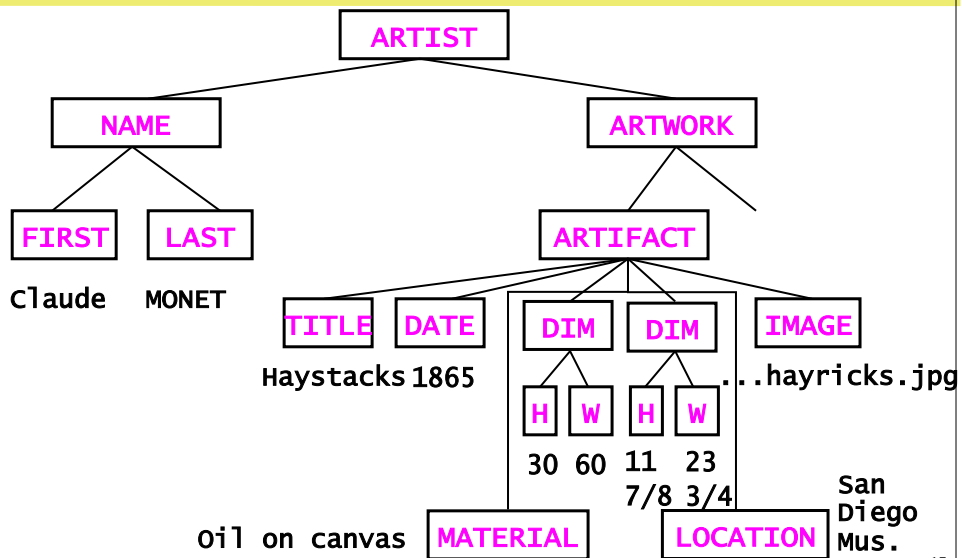 ARTIST
NAME
ARTWORK
FIRST
LAST
ARTIFACT
Claude
MONET
TITLE
DATE
DIM
DIM
IMAGE
Haystacks
1865
...hayricks.jpg
H
W
H
W
30
60
11
7/8
23
3/4
Oil on canvas
MATERIAL
LOCATION
San
Diego
Mus.